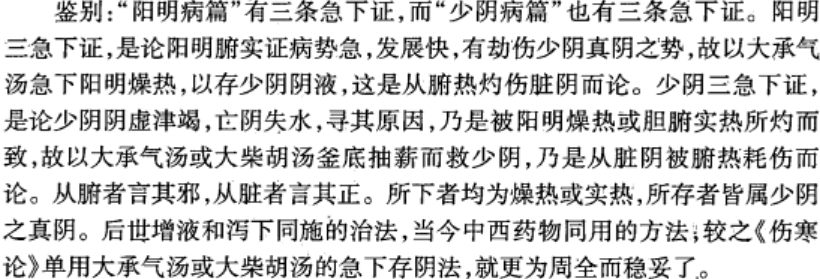 鉴别:“阳明病篇”有三条急下证,而“少阴病篇”也有三条急下证。阳明
三急下证,是论阳明腑实证病势急,发展快,有劫伤少阴真阴之势,故以大承气
汤急下阳明燥热,以存少阴阴液,这是从腑热灼伤脏阴而论。少阴三急下证,
是论少阴阴虚津竭,亡阴失水,寻其原因,乃是被阳明燥热或胆腑实热所灼而
致,故以大承气汤或大柴胡汤釜底抽薪而救少阴,乃是从脏阴被腑热耗伤而
论。从腑者言其邪,从脏者言其正。所下者均为燥热或实热,所存者皆属少阴
之真阴。后世增液和泻下同施的治法,当今中西药物同用的方法;较之《伤寒
论》单用大承气汤或大柴胡汤的急下存阴法,就更为周全而稳妥了。